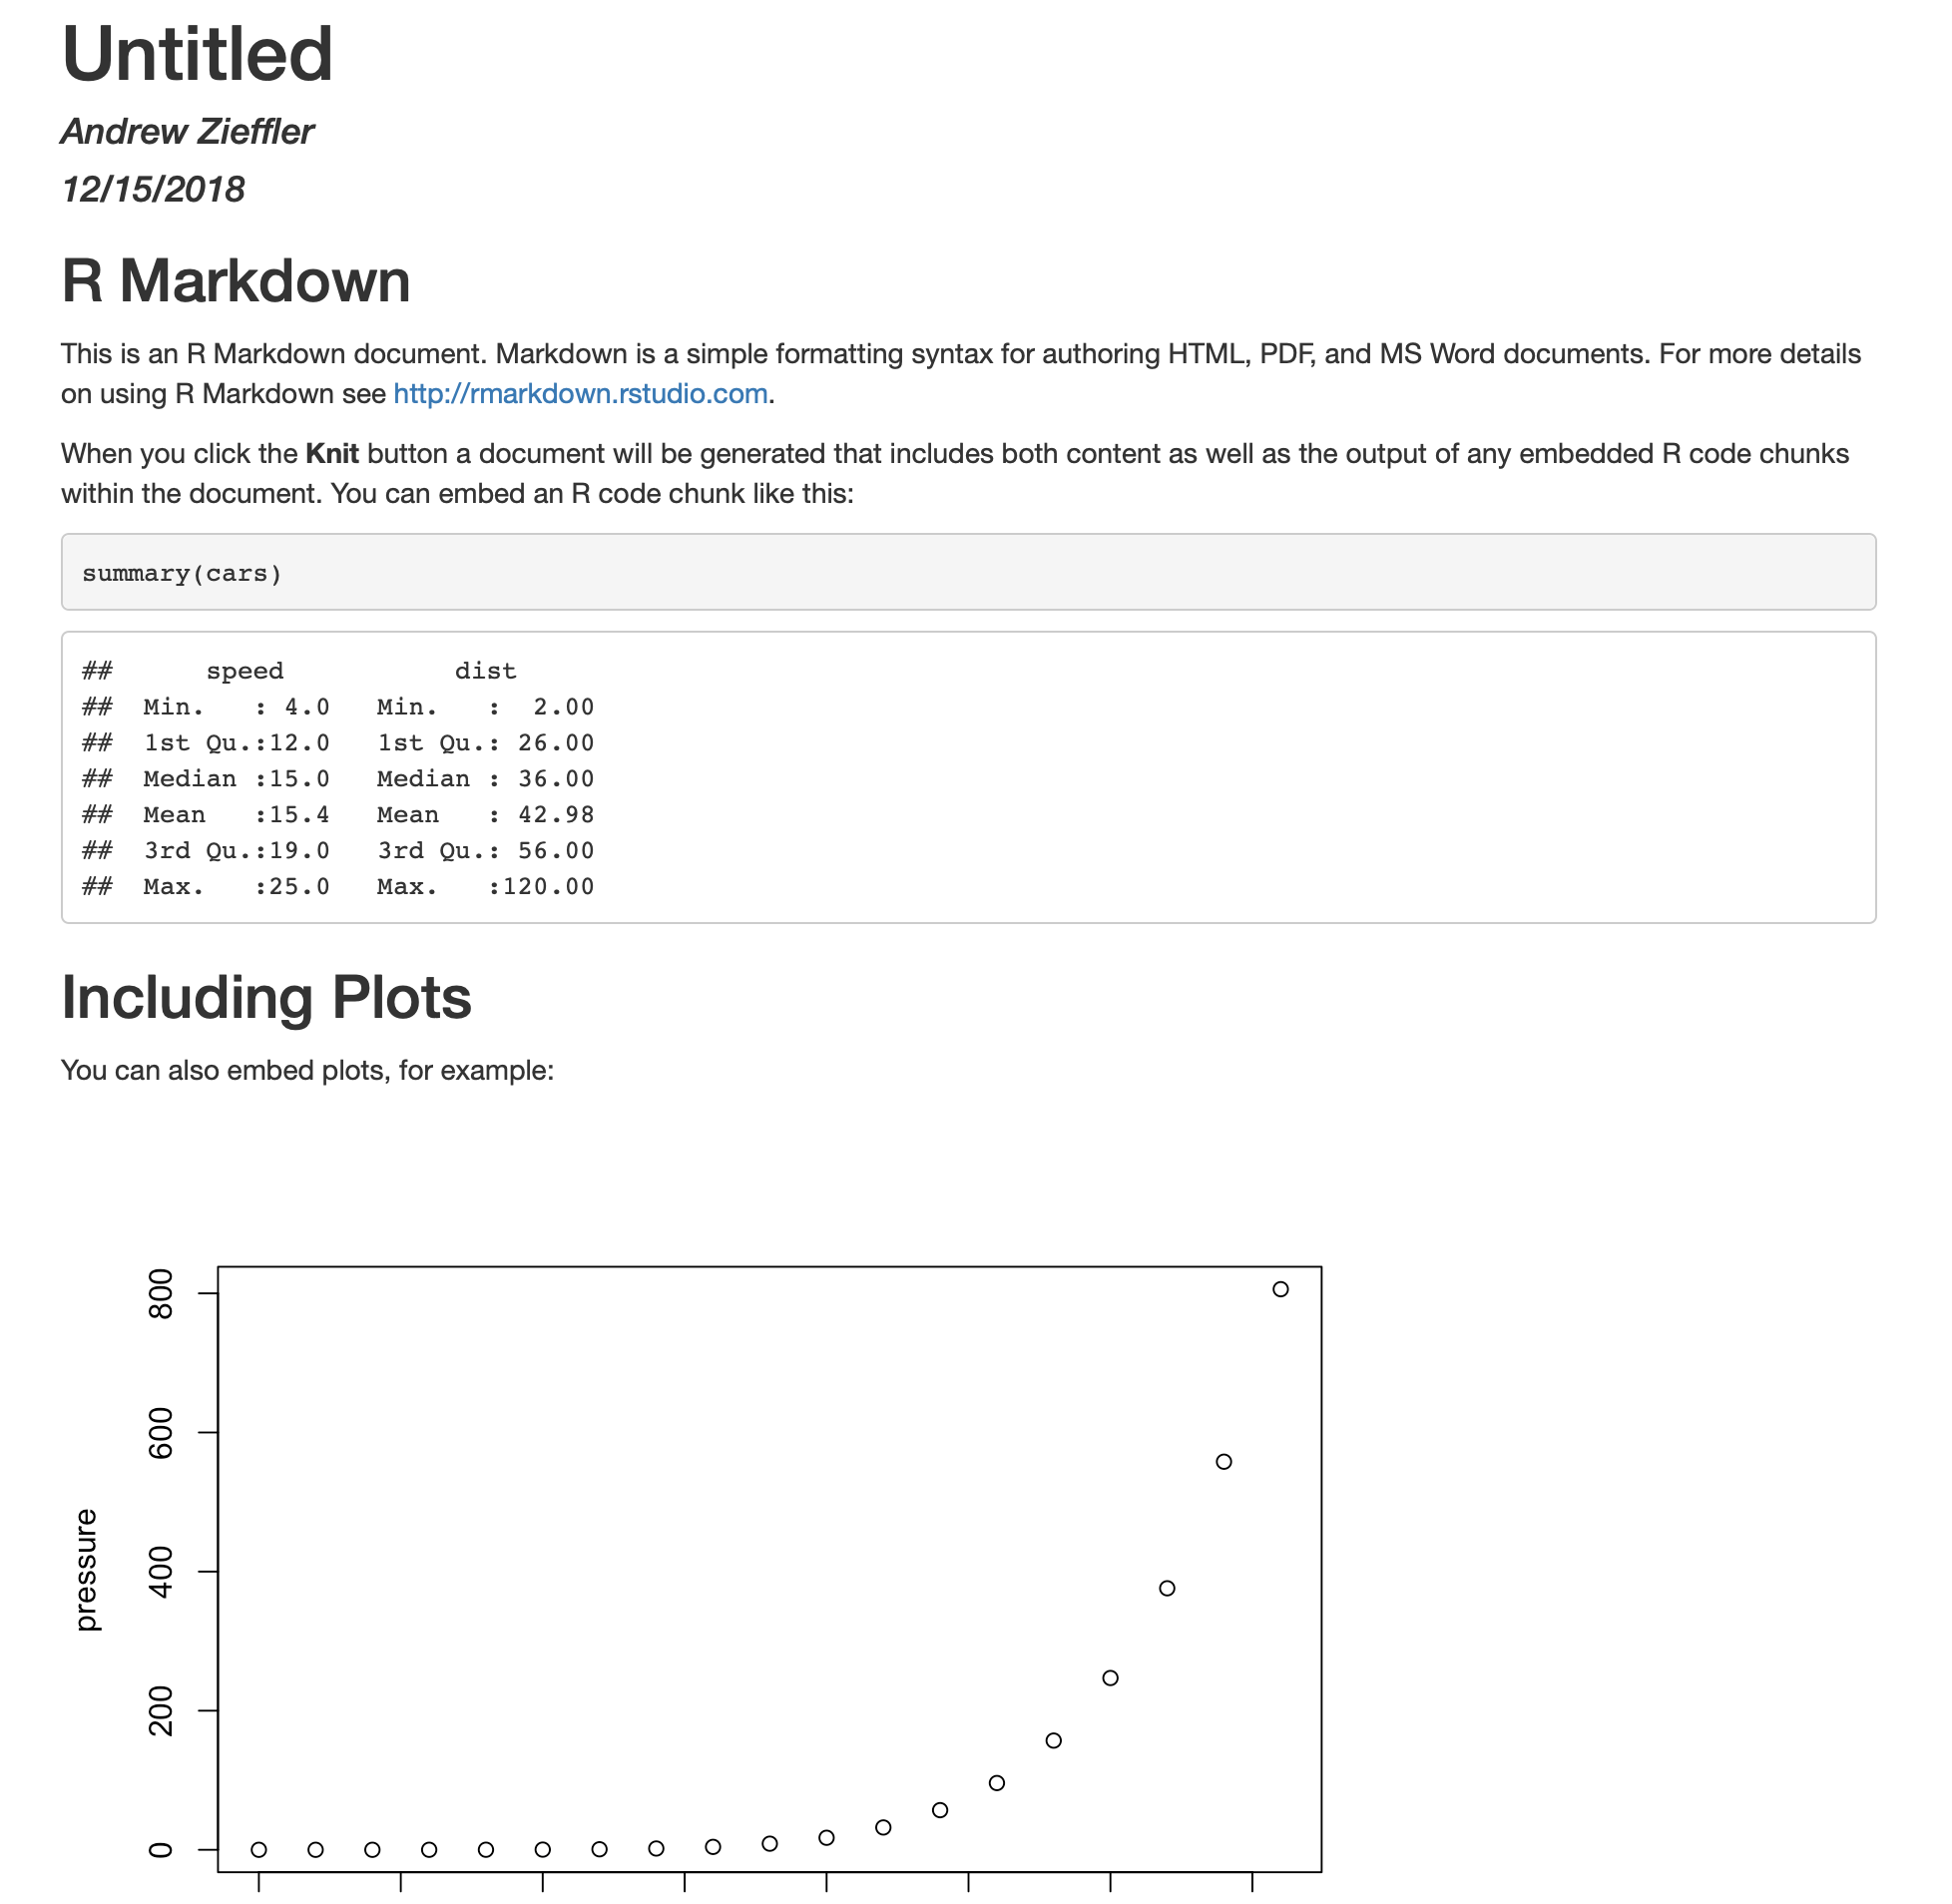 Untitled
Andrew Zieffler
12/15/2018
R Markdown
This is an R Markdown document. Markdown is a simple formatting syntax for authoring HTML, PDF, and MS Word documents. For more details
on using R Markdown see http://rmarkdown.rstudio.com.
When you click the Knit button a document will be generated that includes both content as well as the output of any embedded R code chunks
within the document. You can embed an R code chunk like this:
summary(cars)
##      speed           dist
##  Min.   : 4.0   Min.   :  2.00
##  1st Qu.:12.0   1st Qu.: 26.00
##  Median :15.0   Median : 36.00
##  Mean   :15.4   Mean   : 42.98
##  3rd Qu.:19.0   3rd Qu.: 56.00
##  Max.   :25.0   Max.   :120.00
Including Plots
You can also embed plots, for example:
800
600
400
200
0
pressure